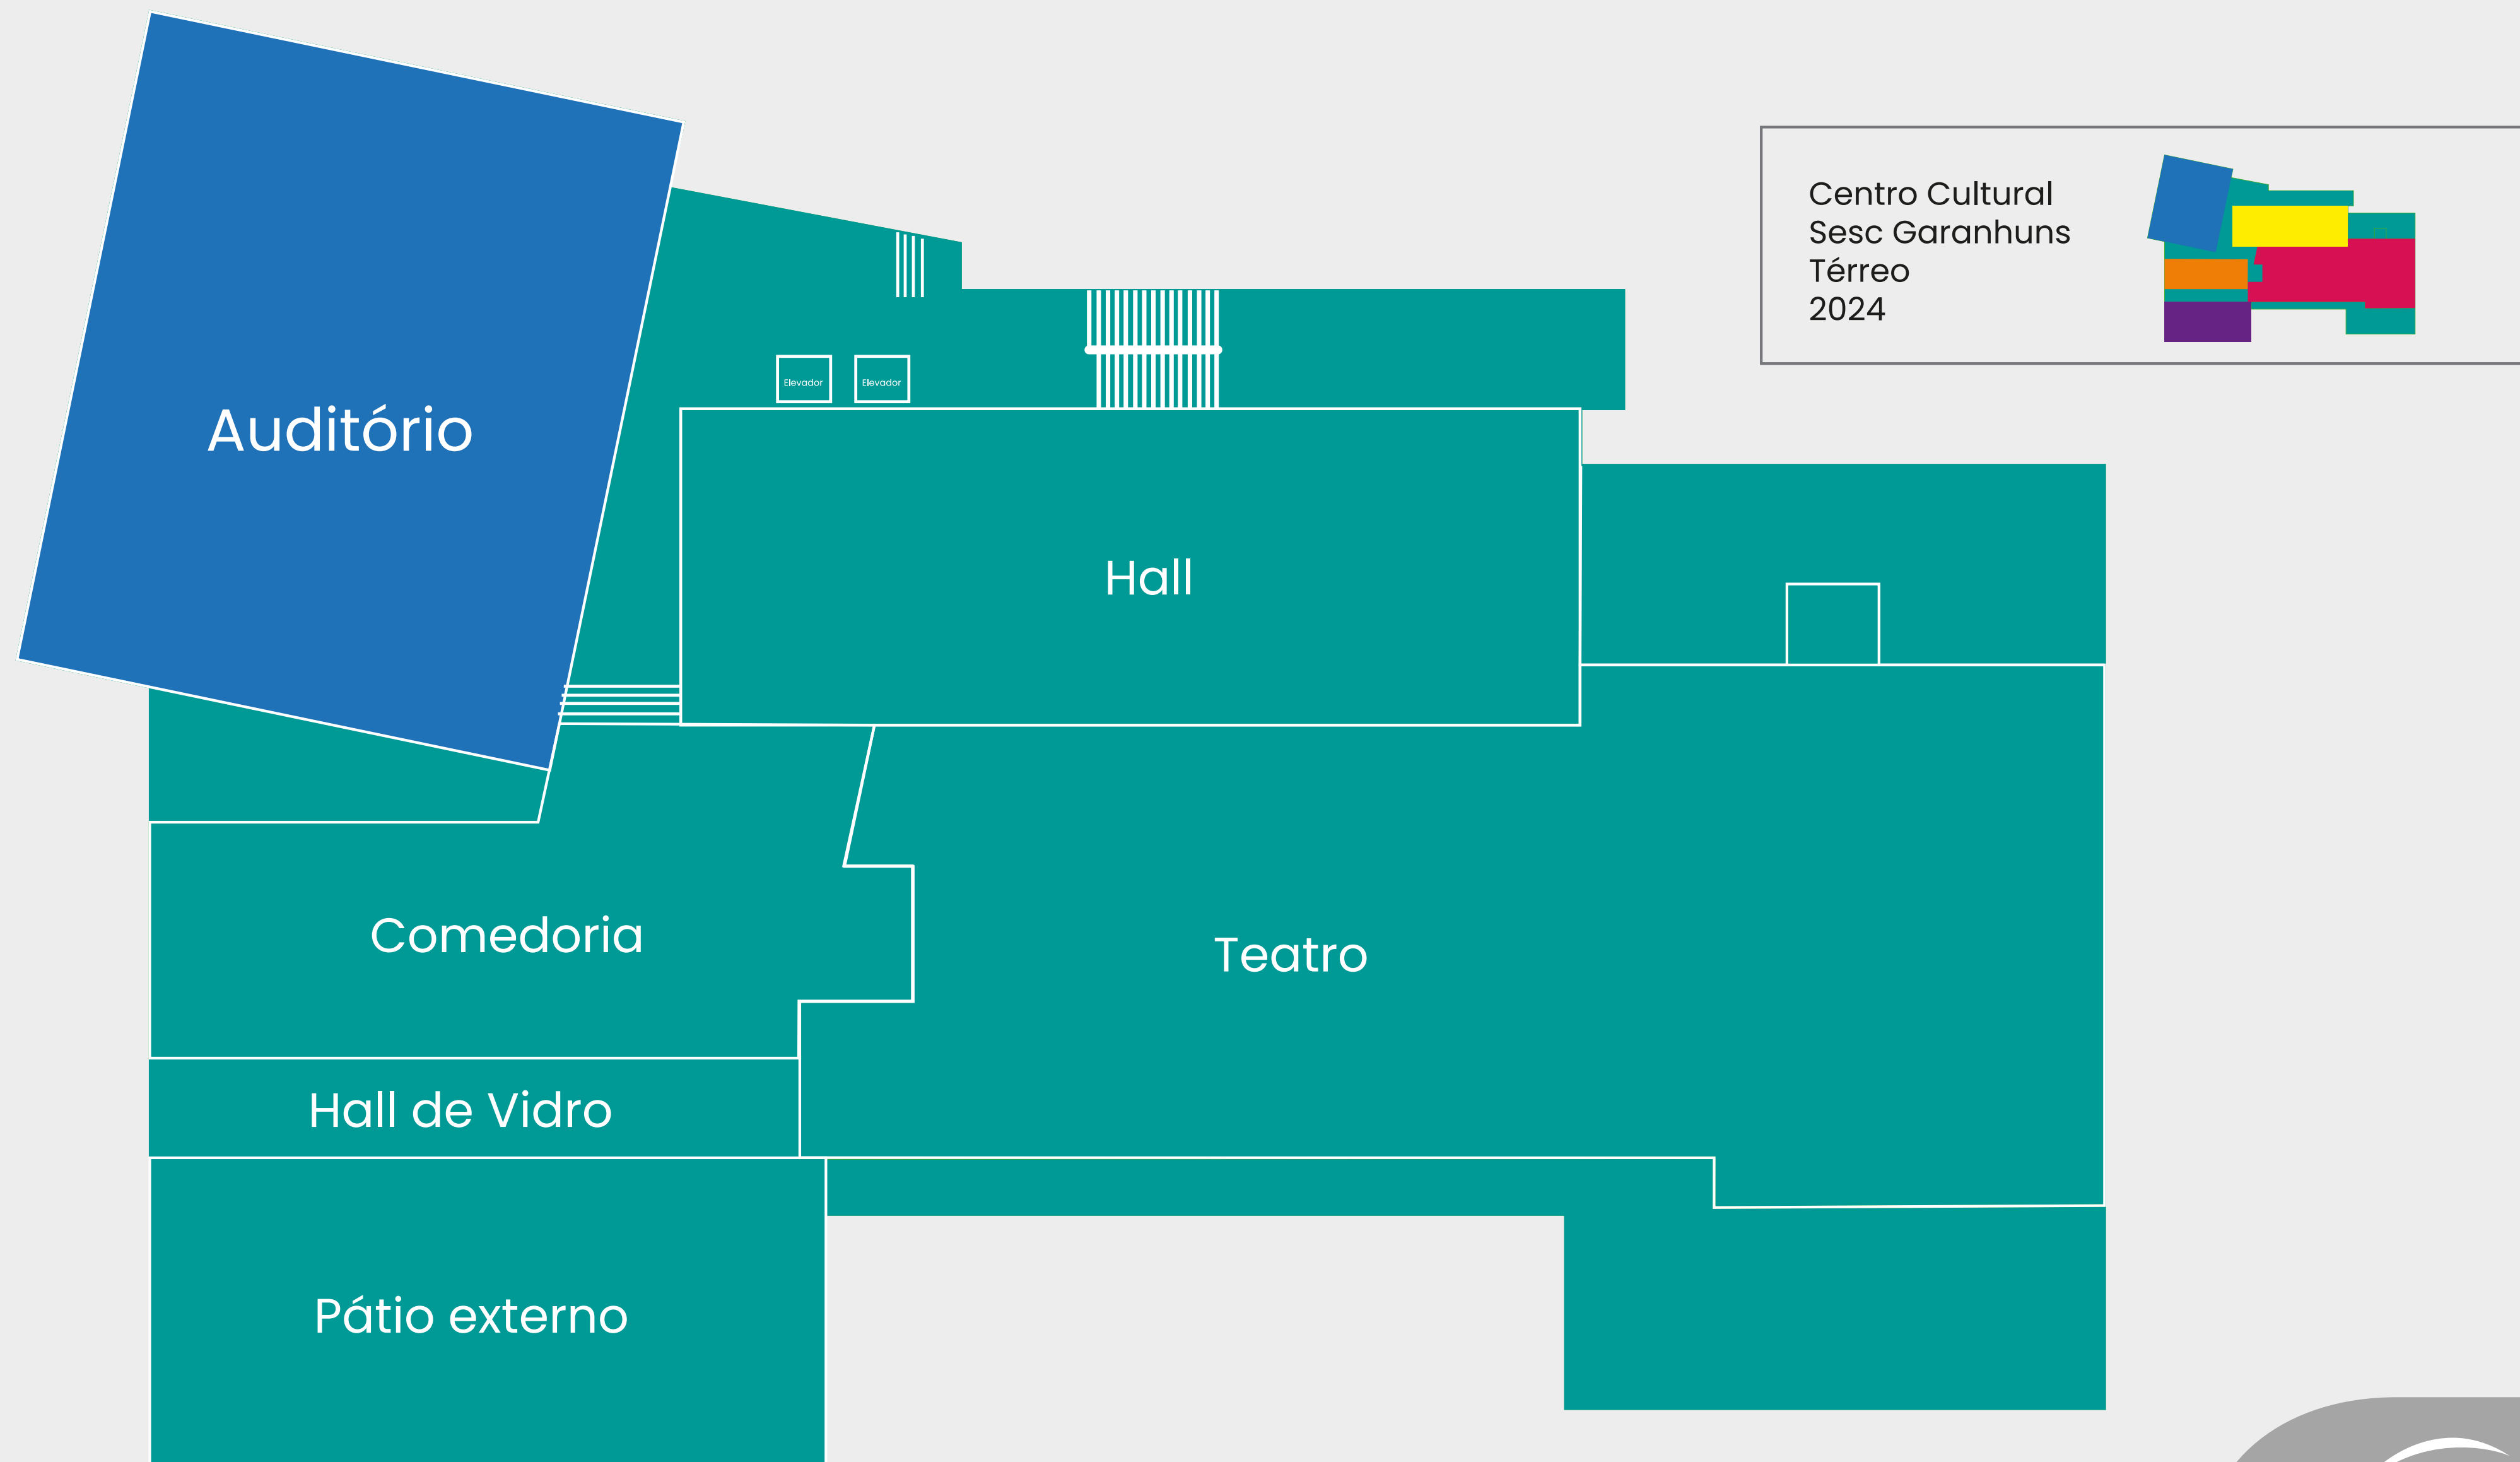 Centro Cultural
Sesc Garanhuns
Térreo
2024
Elevador
Elevador
Auditório
Hall
Comedoria
Teatro
Hall de Vidro
Pátio externo